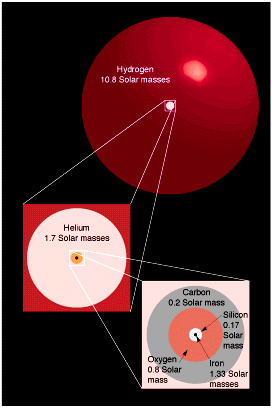 Hydrogen
10.8 Solar masses
Helium
1.7 Solar masses
Carbon
0.2 Solar mass
Silicon
0.17
Solar
mass
Oxygen
0.8 Solar
mass
Iron
1.33 Solar
masses